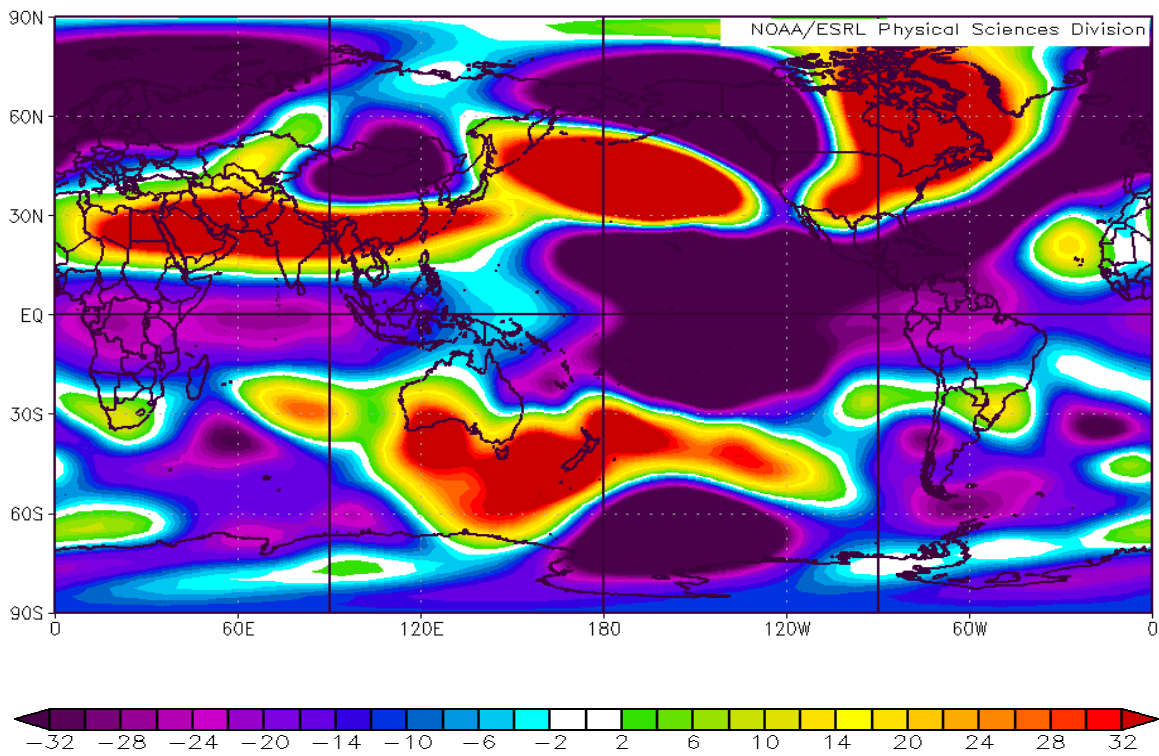 90N
NOAA/ESRL Physical Sciences Division
60N
30N
EQ
30S
60S
90S
0 60E 120E 180 120W 60W 0
-32 -28 -24 -20 -14 -10 -6 -2 2 6 10 14 20 24 28 32